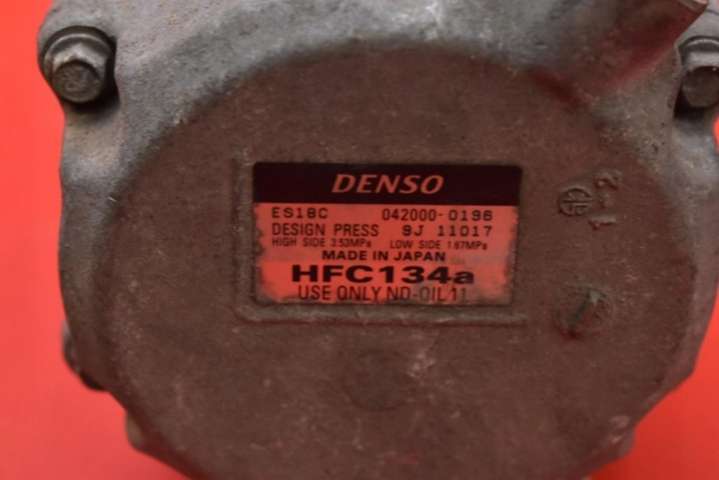 DENSO
ES18C 042000-0196
DESIGN PRESS 9J 11017
HIGH SIDE 3.53MPa LOW SIDE 1.67MPa
MADE IN JAPAN
HFC134a
USE ONLY ND-OIL 11